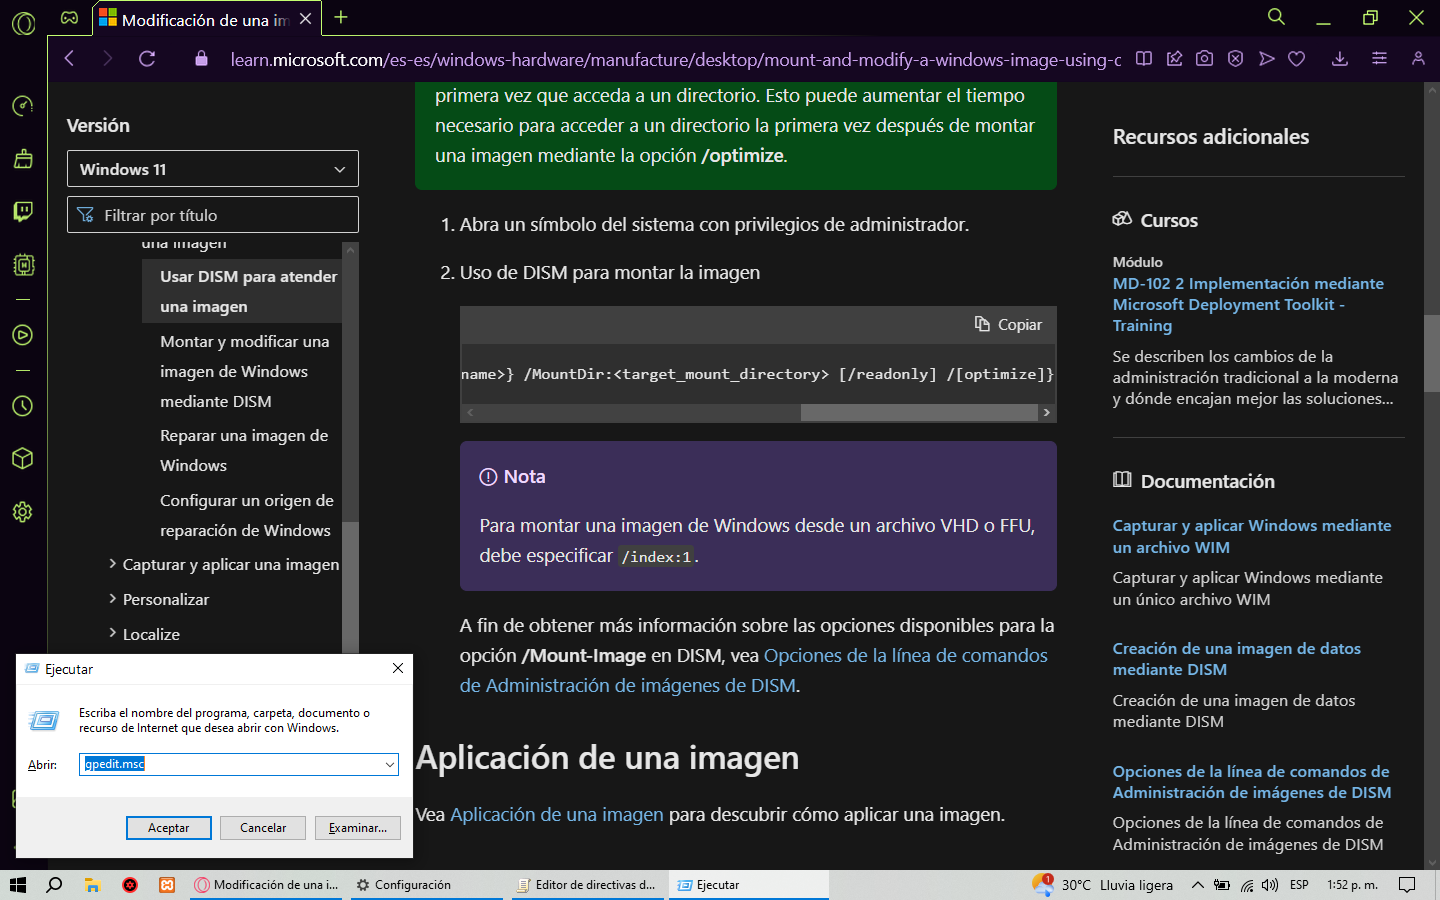 Modificación de una im
learn.microsoft.com/es-es/windows-hardware/manufacture/desktop/mount-and-modify-a-windows-image-using-c
Versión
Windows 11
Filtrar por título
una imagen
Usar DISM para atender
una imagen
Montar y modificar una
imagen de Windows
mediante DISM
Reparar una imagen de
Windows
Configurar un origen de
reparación de Windows
Capturar y aplicar una imagen
Personalizar
Localize
primera vez que acceda a un directorio. Esto puede aumentar el tiempo
necesario para acceder a un directorio la primera vez después de montar
una imagen mediante la opción /optimize.
1. Abra un símbolo del sistema con privilegios de administrador.
2. Uso de DISM para montar la imagen
Copiar
name>} /MountDir:<target_mount_directory> [/readonly] /[optimize]}
Nota
Para montar una imagen de Windows desde un archivo VHD o FFU,
debe especificar /index:1.
A fin de obtener más información sobre las opciones disponibles para la
opción /Mount-Image en DISM, vea Opciones de la línea de comandos
de Administración de imágenes de DISM.
Aplicación de una imagen
Vea Aplicación de una imagen para descubrir cómo aplicar una imagen.
Recursos adicionales
Cursos
Módulo
MD-102 2 Implementación mediante
Microsoft Deployment Toolkit -
Training
Se describen los cambios de la
administración tradicional a la moderna
y dónde encajan mejor las soluciones...
Documentación
Capturar y aplicar Windows mediante
un archivo WIM
Capturar y aplicar Windows mediante
un único archivo WIM
Creación de una imagen de datos
mediante DISM
Creación de una imagen de datos
mediante DISM
Opciones de la línea de comandos de
Administración de imágenes de DISM
Opciones de la línea de comandos de
Administración de imágenes de DISM
Ejecutar
Escriba el nombre del programa, carpeta, documento o
recurso de Internet que desea abrir con Windows.
Abrir:
gpedit.msc
Aceptar
Cancelar
Examinar...
Modificación de una i...
Configuración
Editor de directivas d...
Ejecutar
1
30°C Lluvia ligera
ESP
1:52 p. m.